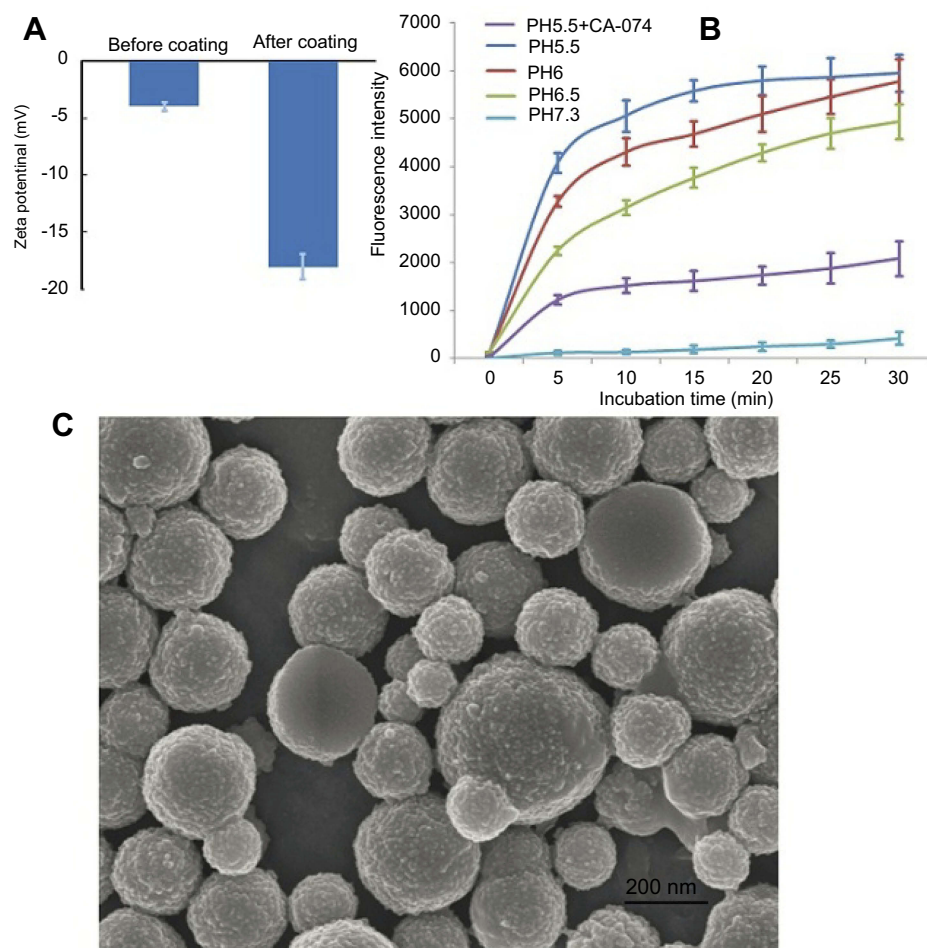 A
Before coating
After coating
0
-5
-10
-15
-20
Zeta potentinal (mV)
B
PH5.5+CA-074
PH5.5
PH6
PH6.5
PH7.3
7000
6000
5000
4000
3000
2000
1000
0
Fluorescence intensity
0 5 10 15 20 25 30
Incubation time (min)
C
200 nm